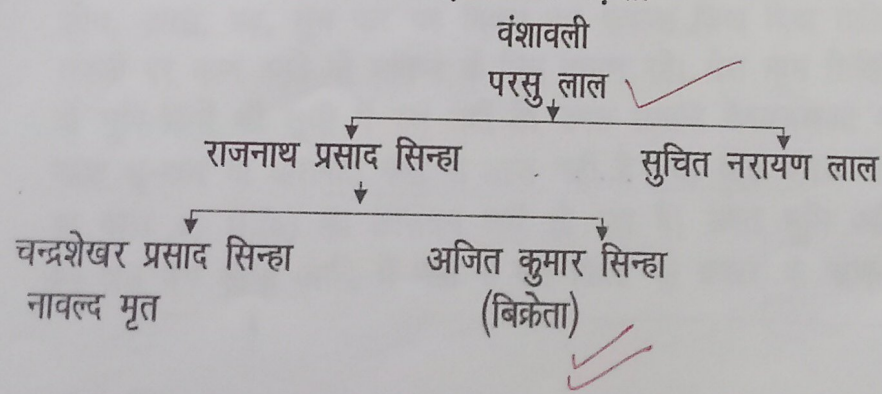 वंशावली
परसु लाल
राजनाथ प्रसाद सिन्हा सुचित नरायण लाल
चन्द्रशेखर प्रसाद सिन्हा अजित कुमार सिन्हा
नावल्द मृत (बिक्रेता)